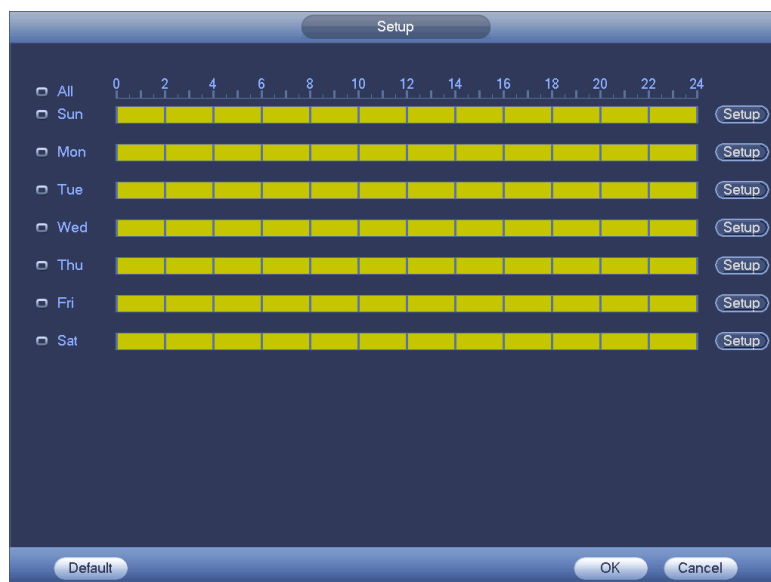 Setup
0 2 4 6 8 10 12 14 16 18 20 22 24
All
Sun Setup
Mon Setup
Tue Setup
Wed Setup
Thu Setup
Fri Setup
Sat Setup
Default OK Cancel